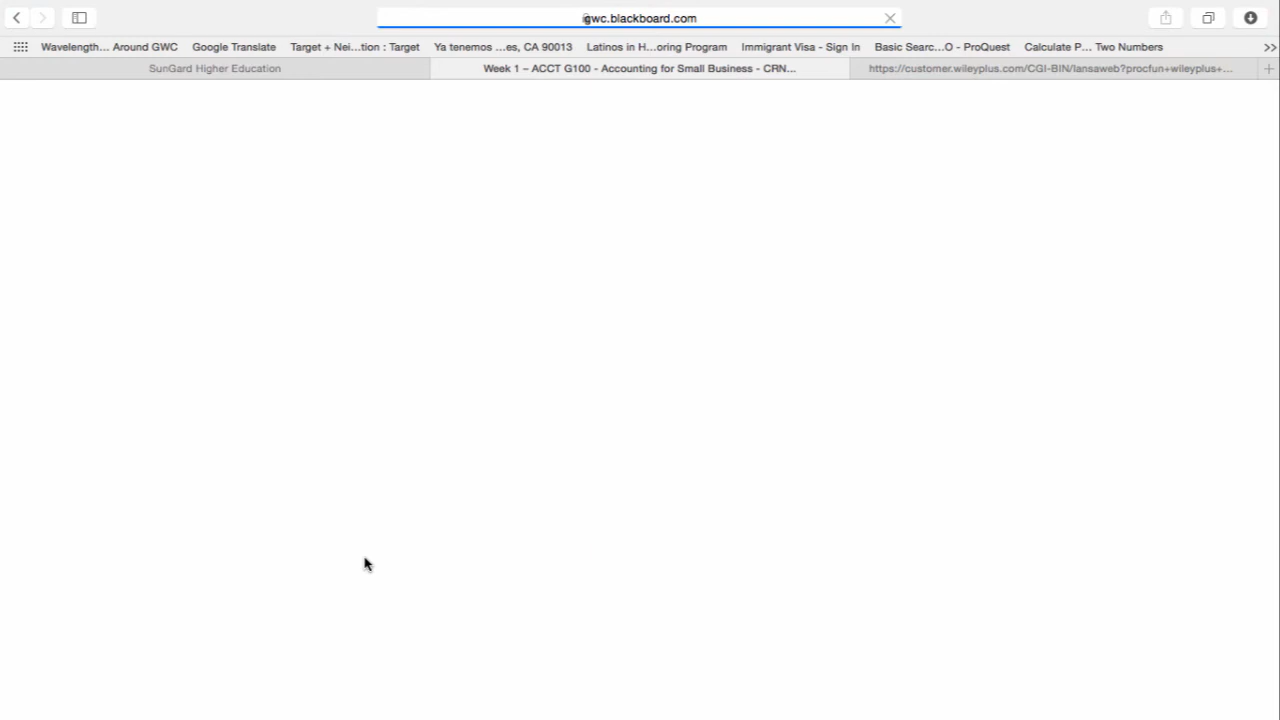 gwc.blackboard.com
Wavelength... Around GWC Google Translate Target + Nei...tion : Target Ya tenemos ...es, CA 90013 Latinos in H...oring Program Immigrant Visa - Sign In Basic Searc...O - ProQuest Calculate P... Two Numbers >>
SunGard Higher Education Week 1 – ACCT G100 - Accounting for Small Business - CRN... https://customer.wileyplus.com/CGI-BIN/lansaweb?procfun+wileyplus+... +